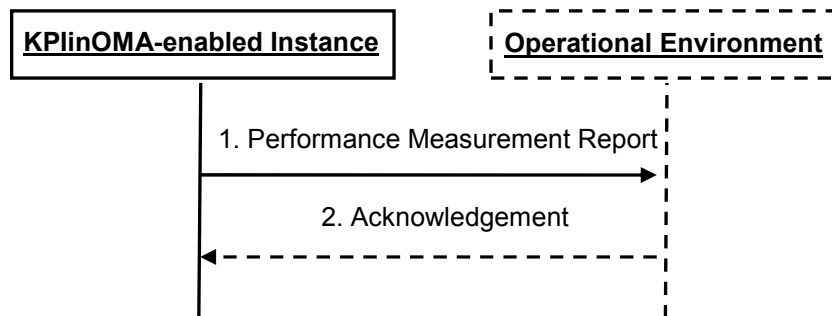 KPIinOMA-enabled Instance
Operational Environment
1. Performance Measurement Report
2. Acknowledgement